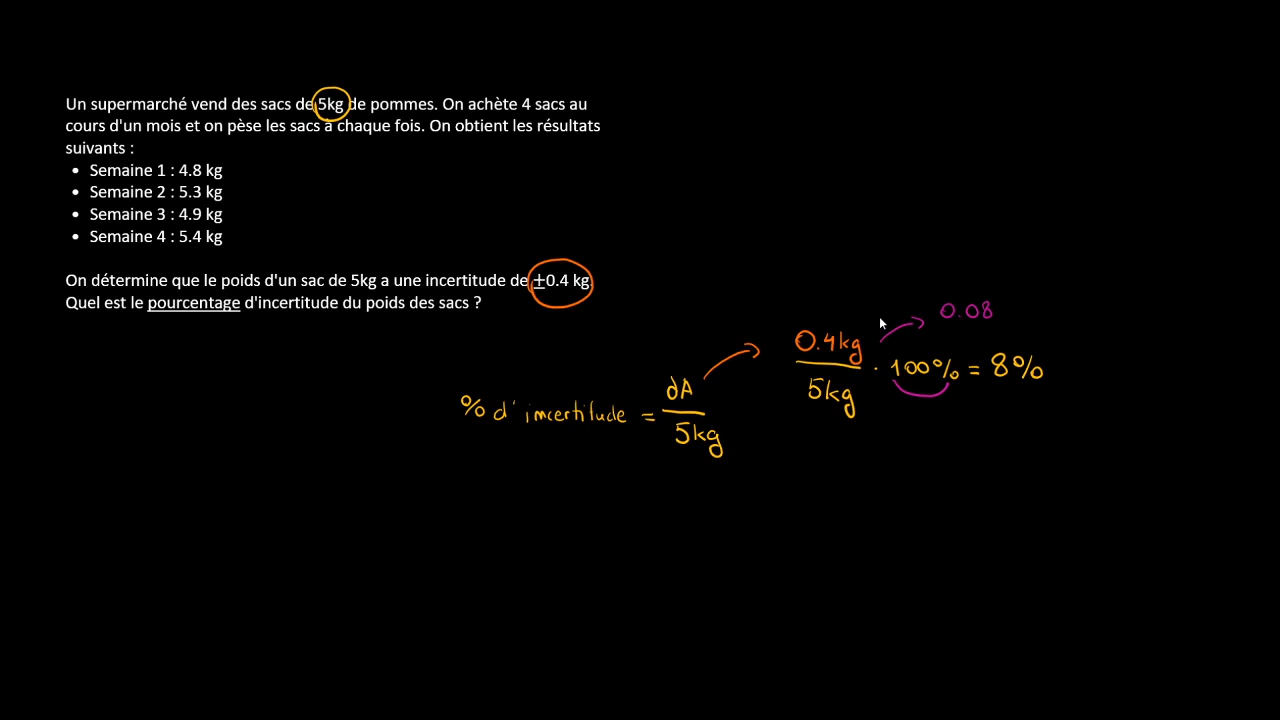 Un supermarché vend des sacs de 5kg de pommes. On achète 4 sacs au
cours d'un mois et on pèse les sacs à chaque fois. On obtient les résultats
suivants :
• Semaine 1 : 4.8 kg
• Semaine 2 : 5.3 kg
• Semaine 3 : 4.9 kg
• Semaine 4 : 5.4 kg
On détermine que le poids d'un sac de 5kg a une incertitude de ±0.4 kg.
Quel est le pourcentage d'incertitude du poids des sacs ?
% d'incertitude = ∂A / 5kg
0.4kg / 5kg · 100% = 8%
0.08